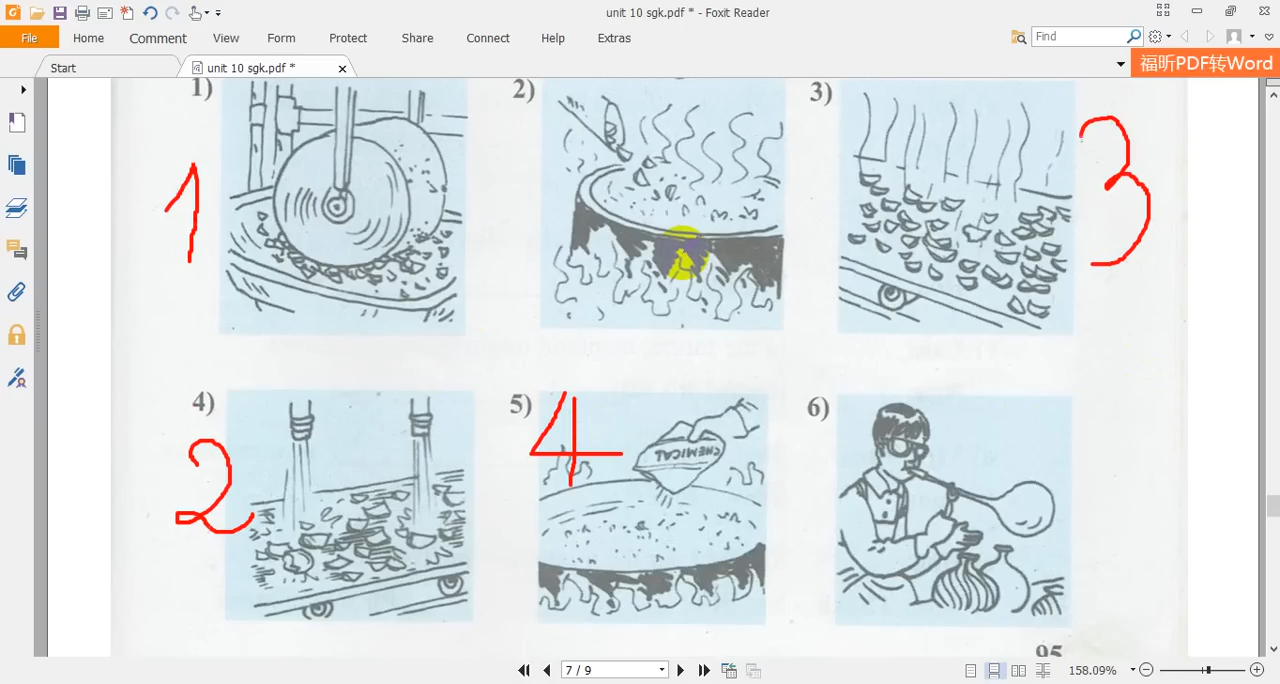 unit 10 sgk.pdf * - Foxit Reader
File Home Comment View Form Protect Share Connect Help Extras
Find
福昕PDF转Word
Start
unit 10 sgk.pdf *
1)
2)
3)
1
3
4)
5)
6)
2
4
CHEMICAL
95
7 / 9
158.09%